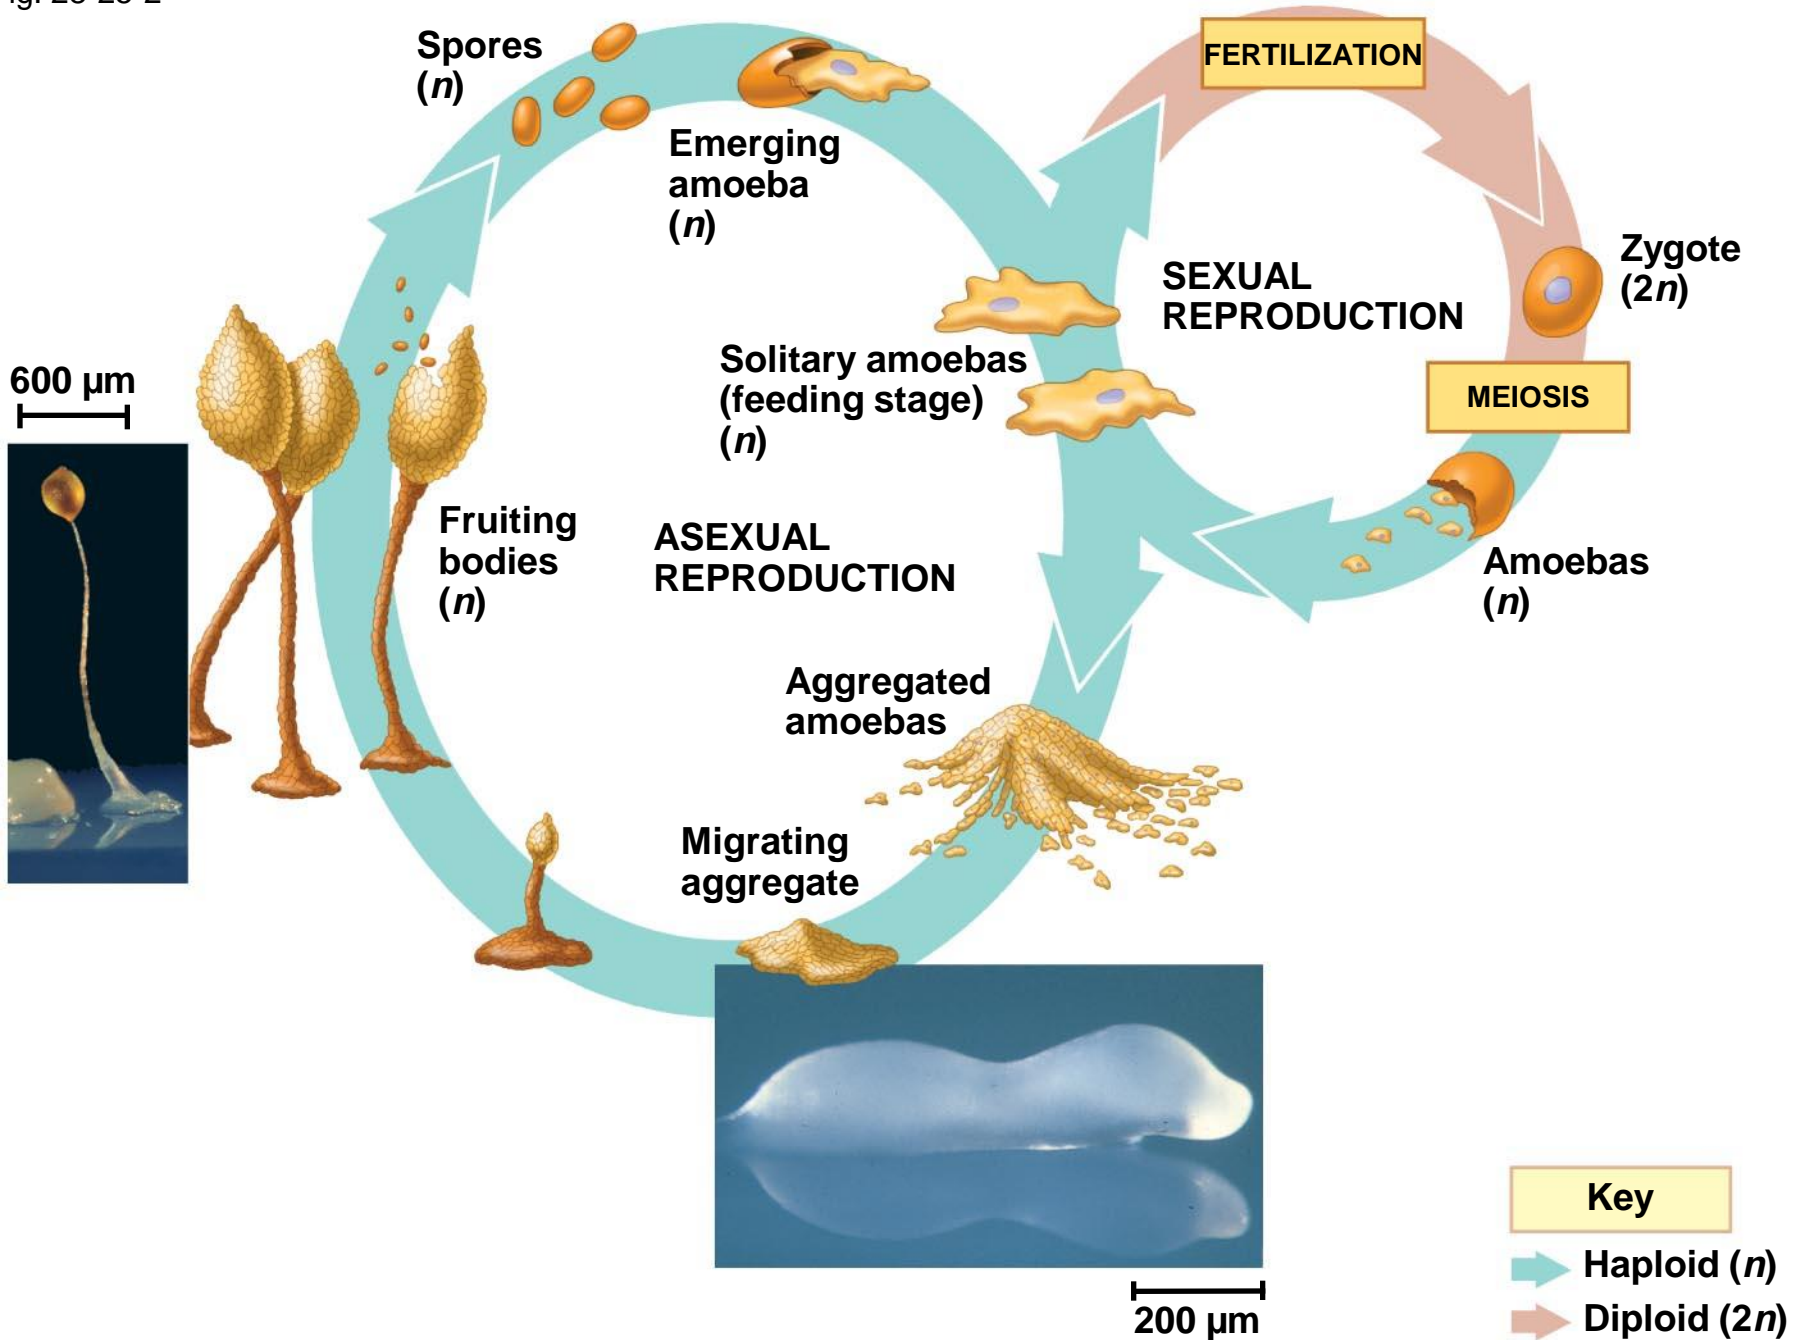 Spores
(n)
FERTILIZATION
Emerging
amoeba
(n)
Zygote
(2n)
SEXUAL
REPRODUCTION
Solitary amoebas
(feeding stage)
(n)
600 µm
MEIOSIS
Fruiting
bodies
(n)
ASEXUAL
REPRODUCTION
Amoebas
(n)
Aggregated
amoebas
Migrating
aggregate
Key
Haploid (n)
200 µm
Diploid (2n)